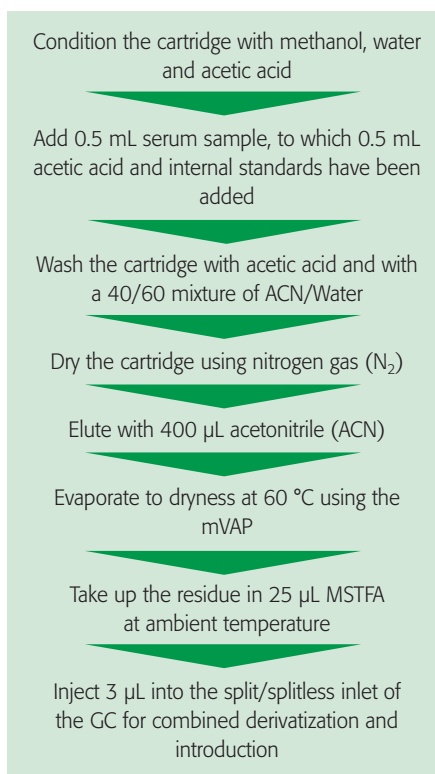 Condition the cartridge with methanol, water
and acetic acid
Add 0.5 mL serum sample, to which 0.5 mL
acetic acid and internal standards have been
added
Wash the cartridge with acetic acid and with
a 40/60 mixture of ACN/Water
Dry the cartridge using nitrogen gas (N₂)
Elute with 400 µL acetonitrile (ACN)
Evaporate to dryness at 60 °C using the
mVAP
Take up the residue in 25 µL MSTFA
at ambient temperature
Inject 3 µL into the split/splitless inlet of
the GC for combined derivatization and
introduction